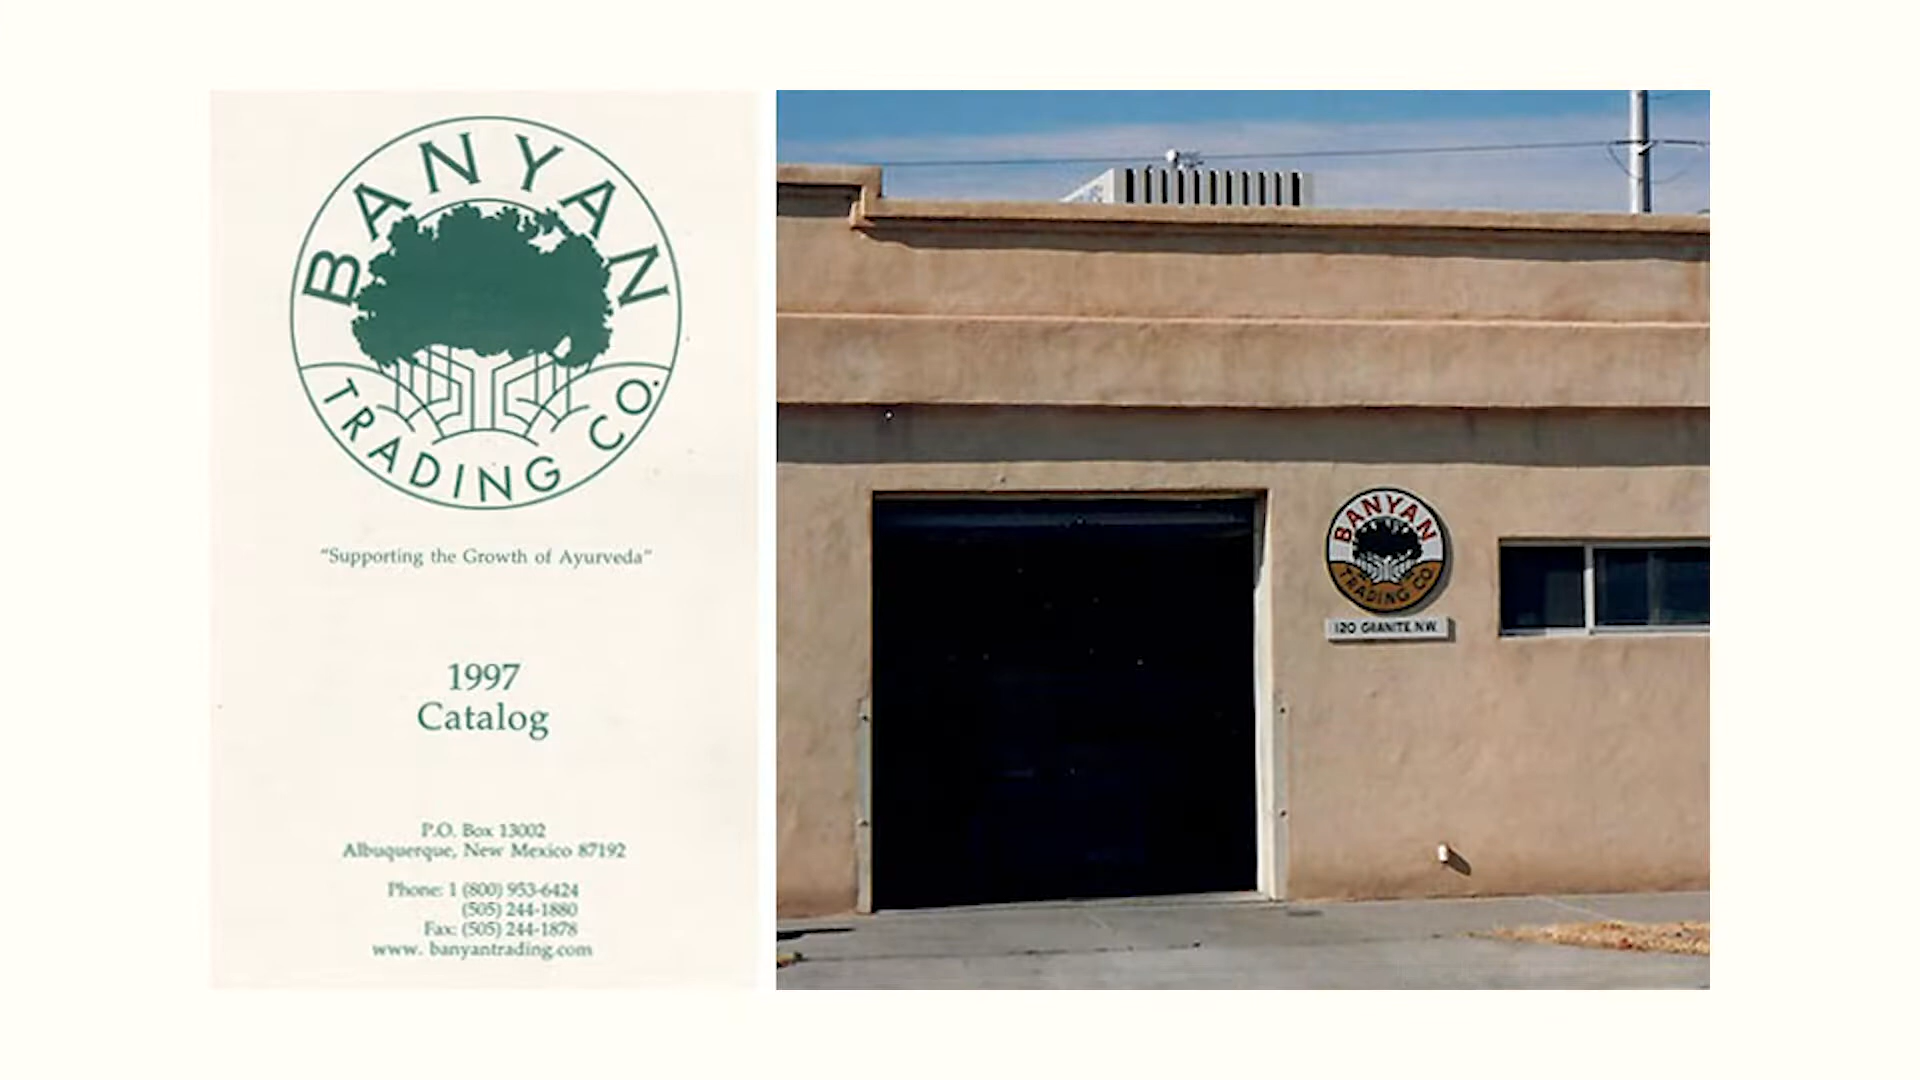 BANYAN
TRADING CO.
"Supporting the Growth of Ayurveda"
1997
Catalog
P.O. Box 13002
Albuquerque, New Mexico 87192
Phone: 1 (800) 953-6424
(505) 244-1880
Fax: (505) 244-1878
www. banyantrading.com
BANYAN
TRADING CO.
120 GRANITE N.W.